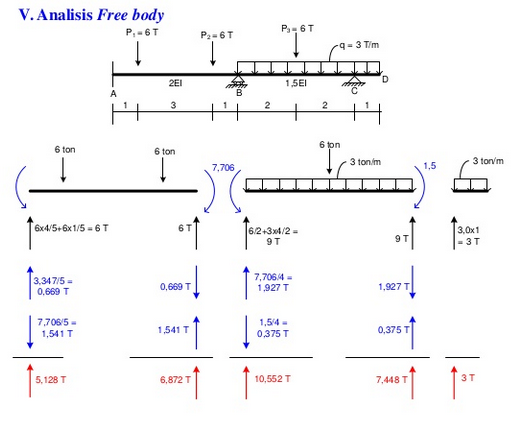 V. Analisis Free body
P1 = 6 T
P2 = 6 T
P3 = 6 T
q = 3 T/m
2EI
1,5EI
A
B
C
D
1
3
1
2
2
1
6 ton
6 ton
7,706
6 ton
3 ton/m
1,5
3 ton/m
6x4/5+6x1/5 = 6 T
6 T
6/2+3x4/2 =
9 T
9 T
3,0x1
= 3 T
3,347/5 =
0,669 T
0,669 T
7,706/4 =
1,927 T
1,927 T
7,706/5 =
1,541 T
1,541 T
1,5/4 =
0,375 T
0,375 T
5,128 T
6,872 T
10,552 T
7,448 T
3 T